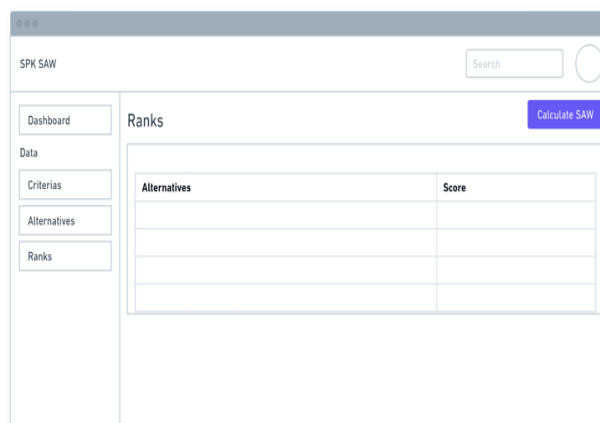 SPK SAW
Search
Dashboard
Data
Criterias
Alternatives
Ranks
Ranks
Calculate SAW
Alternatives
Score